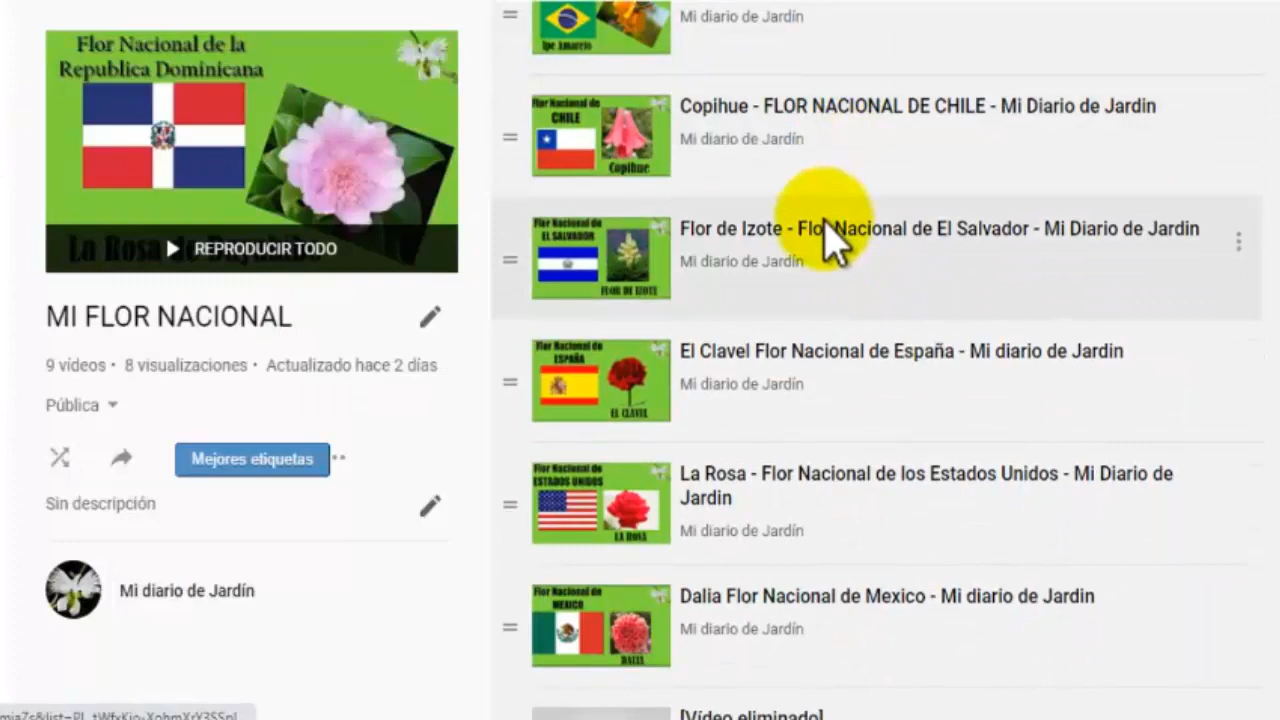 Flor Nacional de la
Republica Dominicana
REPRODUCIR TODO
MI FLOR NACIONAL
9 vídeos • 8 visualizaciones • Actualizado hace 2 días
Pública
Mejores etiquetas
Sin descripción
Mi diario de Jardín
Ipe Amarelo
Mi diario de Jardín
Flor Nacional de
CHILE
Copihue
Copihue - FLOR NACIONAL DE CHILE - Mi Diario de Jardin
Mi diario de Jardín
Flor Nacional de
EL SALVADOR
FLOR DE IZOTE
Flor de Izote - Flor Nacional de El Salvador - Mi Diario de Jardin
Mi diario de Jardín
Flor Nacional de
ESPAÑA
EL CLAVEL
El Clavel Flor Nacional de España - Mi diario de Jardin
Mi diario de Jardín
Flor Nacional de
ESTADOS UNIDOS
LA ROSA
La Rosa - Flor Nacional de los Estados Unidos - Mi Diario de
Jardin
Mi diario de Jardín
Flor Nacional de
MEXICO
DALIA
Dalia Flor Nacional de Mexico - Mi diario de Jardin
Mi diario de Jardín
[Vídeo eliminado]